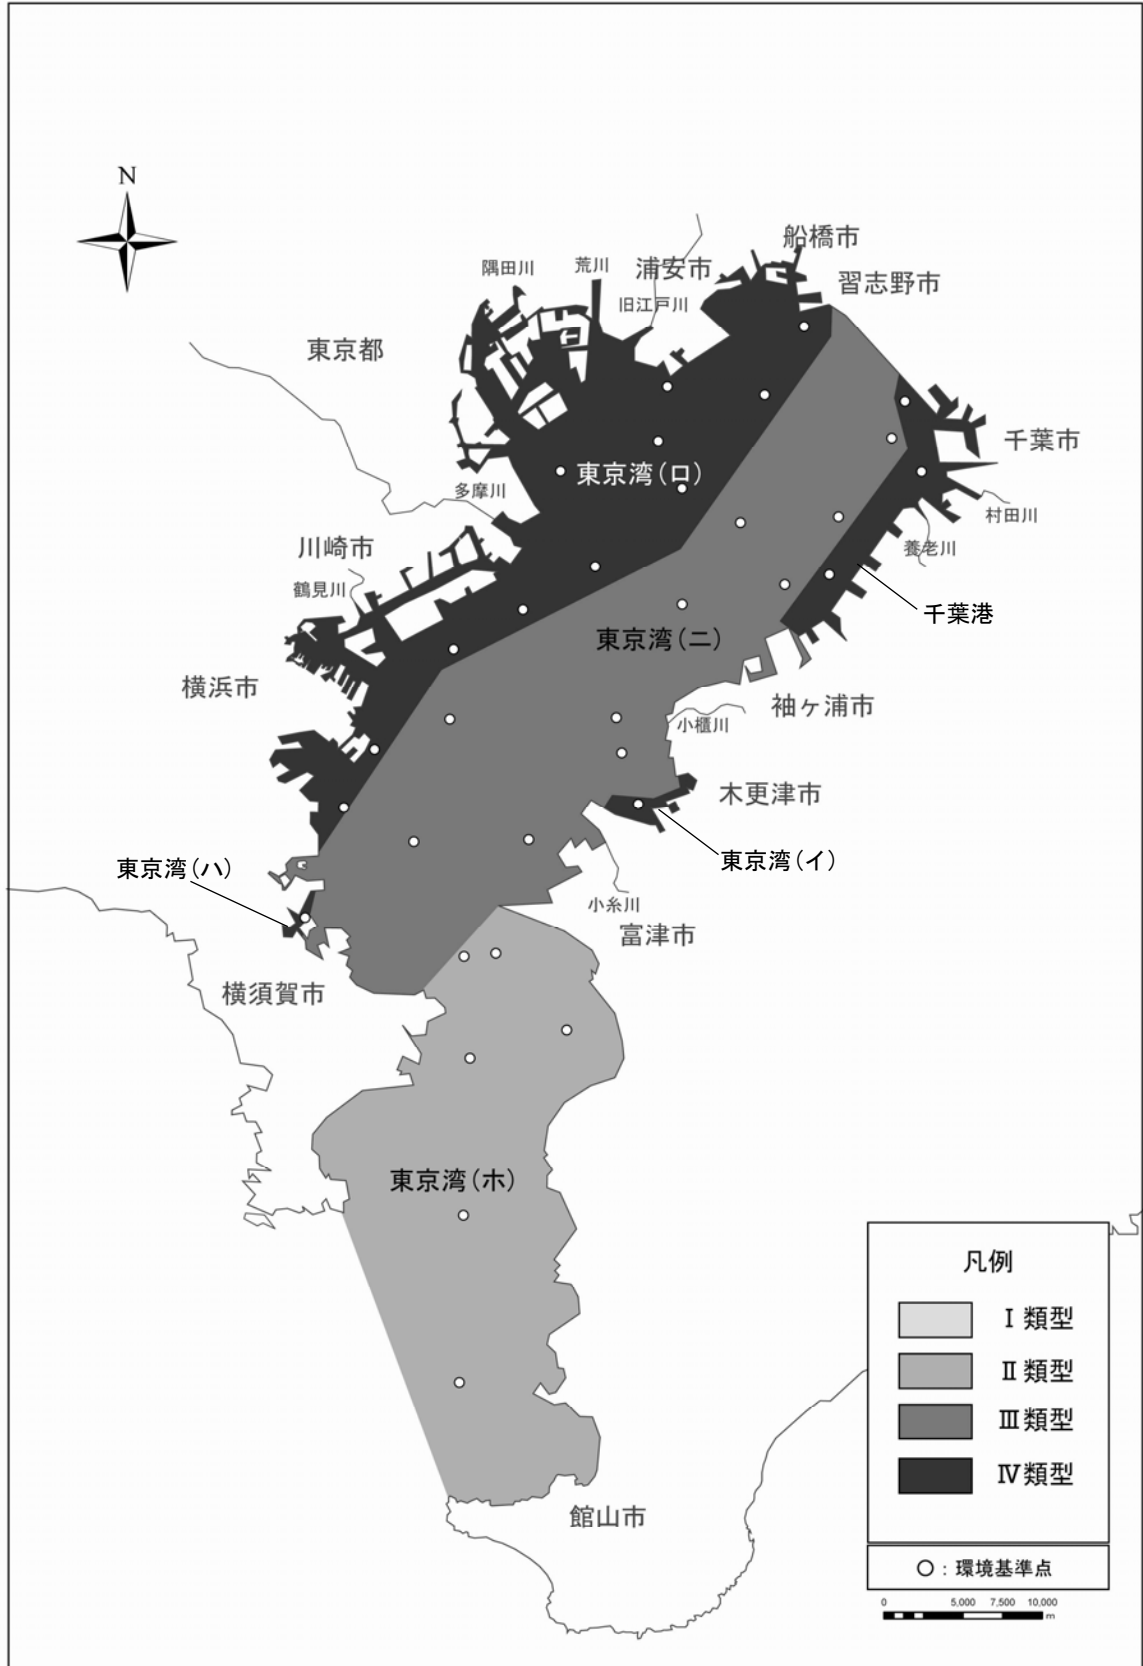 N
船橋市
隅田川
荒川
浦安市
習志野市
旧江戸川
東京都
千葉市
東京湾(ロ)
多摩川
村田川
川崎市
養老川
鶴見川
千葉港
東京湾(ニ)
横浜市
袖ヶ浦市
小櫃川
木更津市
東京湾(ハ)
東京湾(イ)
小糸川
富津市
横須賀市
東京湾(ホ)
館山市
凡例
Ⅰ類型
Ⅱ類型
Ⅲ類型
Ⅳ類型
○:環境基準点
0 5,000 7,500 10,000
m